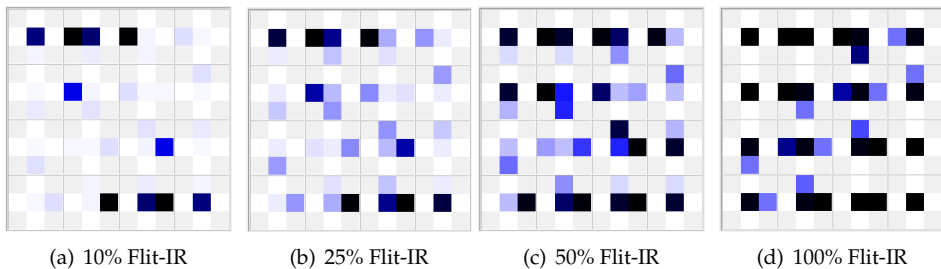 (a) 10% Flit-IR
(b) 25% Flit-IR
(c) 50% Flit-IR
(d) 100% Flit-IR